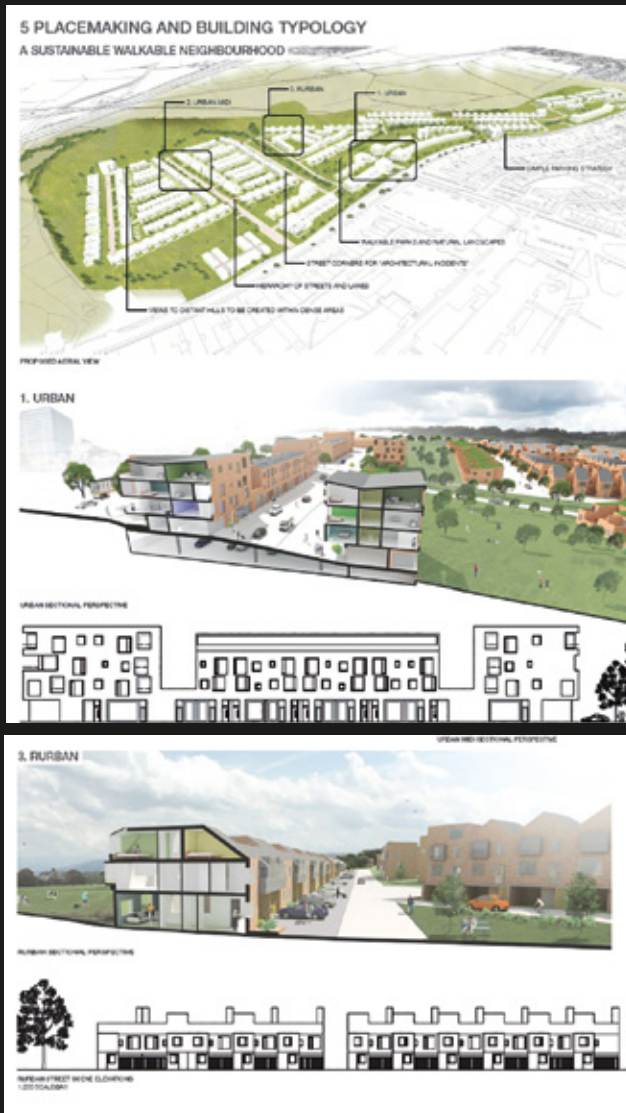 5 PLACEMAKING AND BUILDING TYPOLOGY
A SUSTAINABLE WALKABLE NEIGHBOURHOOD
3. RURBAN
2. URBAN MIDI
1. URBAN
SIMPLE PARKING STRATEGY
WALKABLE PARKS AND NATURAL LANDSCAPES
STREET CORNERS FOR 'ARCHITECTURAL INCIDENTS'
HIERARCHY OF STREETS AND LANES
VIEWS TO DISTANT HILLS TO BE CREATED WITHIN DENSE AREAS
PROPOSED AERIAL VIEW
1. URBAN
URBAN SECTIONAL PERSPECTIVE
URBAN MIDI SECTIONAL PERSPECTIVE
3. RURBAN
RURBAN SECTIONAL PERSPECTIVE
RURBAN STREET SCENE ELEVATIONS